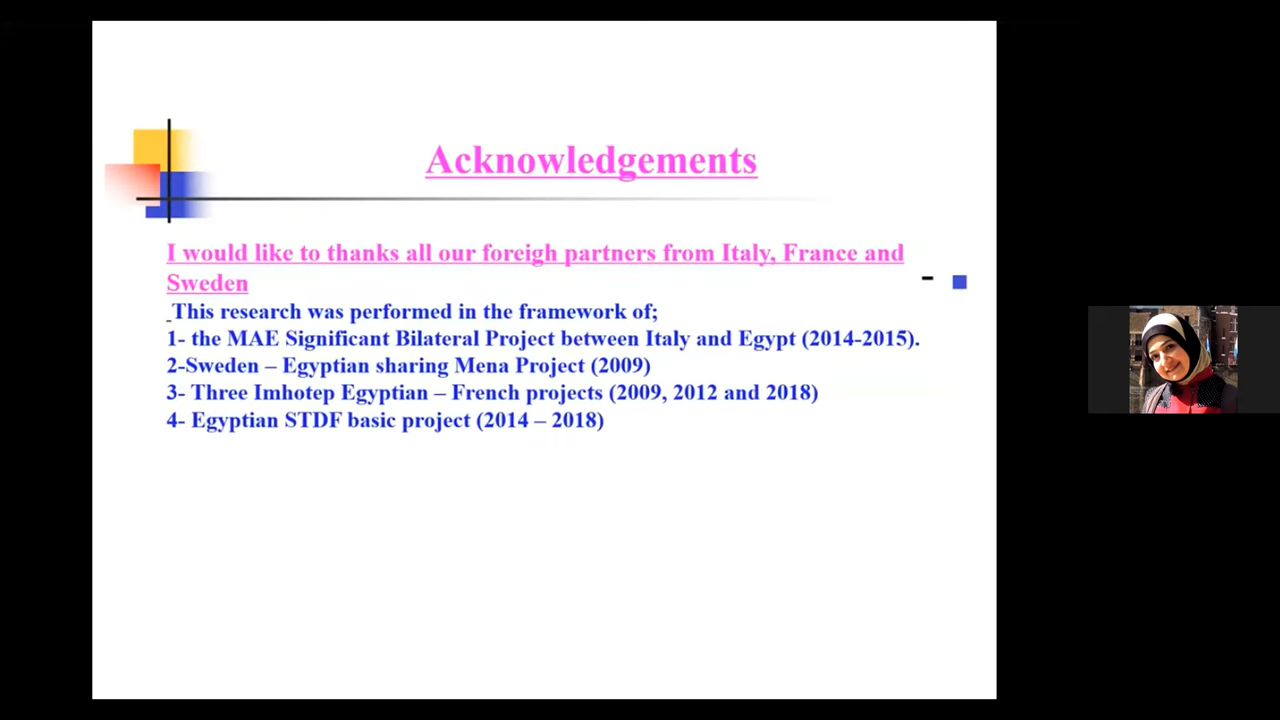 Acknowledgements
I would like to thanks all our foreigh partners from Italy, France and
Sweden
This research was performed in the framework of;
1- the MAE Significant Bilateral Project between Italy and Egypt (2014-2015).
2-Sweden – Egyptian sharing Mena Project (2009)
3- Three Imhotep Egyptian – French projects (2009, 2012 and 2018)
4- Egyptian STDF basic project (2014 – 2018)